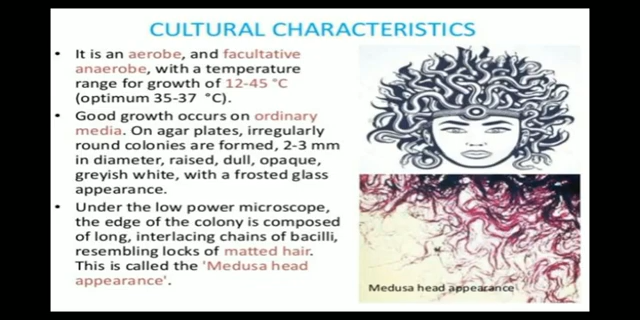 CULTURAL CHARACTERISTICS
• It is an aerobe, and facultative
anaerobe, with a temperature
range for growth of 12-45 °C
(optimum 35-37 °C).
• Good growth occurs on ordinary
media. On agar plates, irregularly
round colonies are formed, 2-3 mm
in diameter, raised, dull, opaque,
greyish white, with a frosted glass
appearance.
• Under the low power microscope,
the edge of the colony is composed
of long, interlacing chains of bacilli,
resembling locks of matted hair.
This is called the 'Medusa head
appearance'.
Medusa head appearance